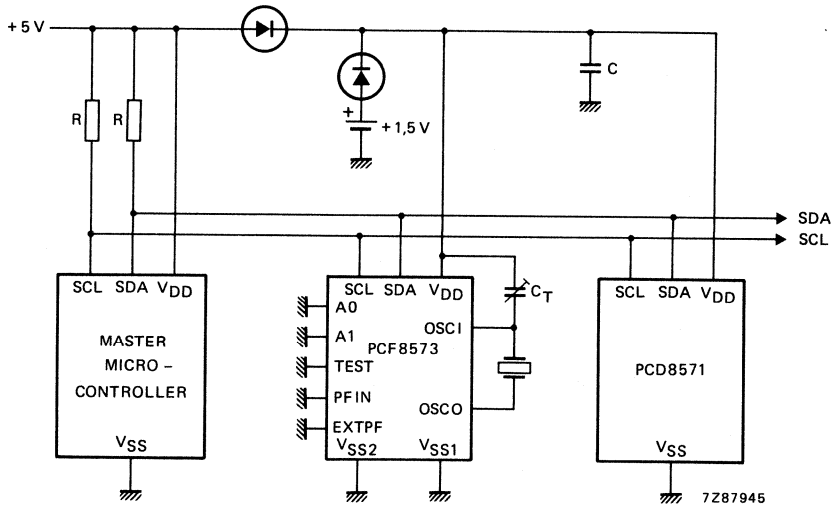 +5 V
C
R
R
+
+1,5 V
SDA
SCL
SCL SDA VDD
SCL SDA VDD
SCL SDA VDD
CT
A0
OSCI
A1
PCF8573
MASTER
MICRO –
CONTROLLER
TEST
PCD8571
PFIN
OSCO
EXTPF
VSS
VSS2
VSS1
VSS
7Z87945